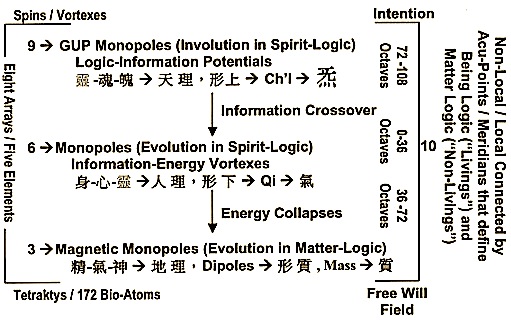 Spins / Vortexes
Intention
9 → GUP Monopoles (Involution in Spirit-Logic)
Logic-Information Potentials
靈-魂-魄 → 天理，形上 → Ch'I → 炁
Information Crossover
6 → Monopoles (Evolution in Spirit-Logic)
Information-Energy Vortexes
身-心-靈 → 人理，形下 → Qi → 氣
Energy Collapses
3 → Magnetic Monopoles (Evolution in Matter-Logic)
精-氣-神 → 地理，Dipoles → 形質, Mass → 質
Tetraktys / 172 Bio-Atoms
Free Will
Field
Eight Arrays / Five Elements
72 -108
Octaves
0-36
Octaves
36 -72
Octaves
10
Non-Local / Local Connected by
Acu-Points / Meridians that define
Being Logic ("Livings") and
Matter Logic ("Non-Livings")